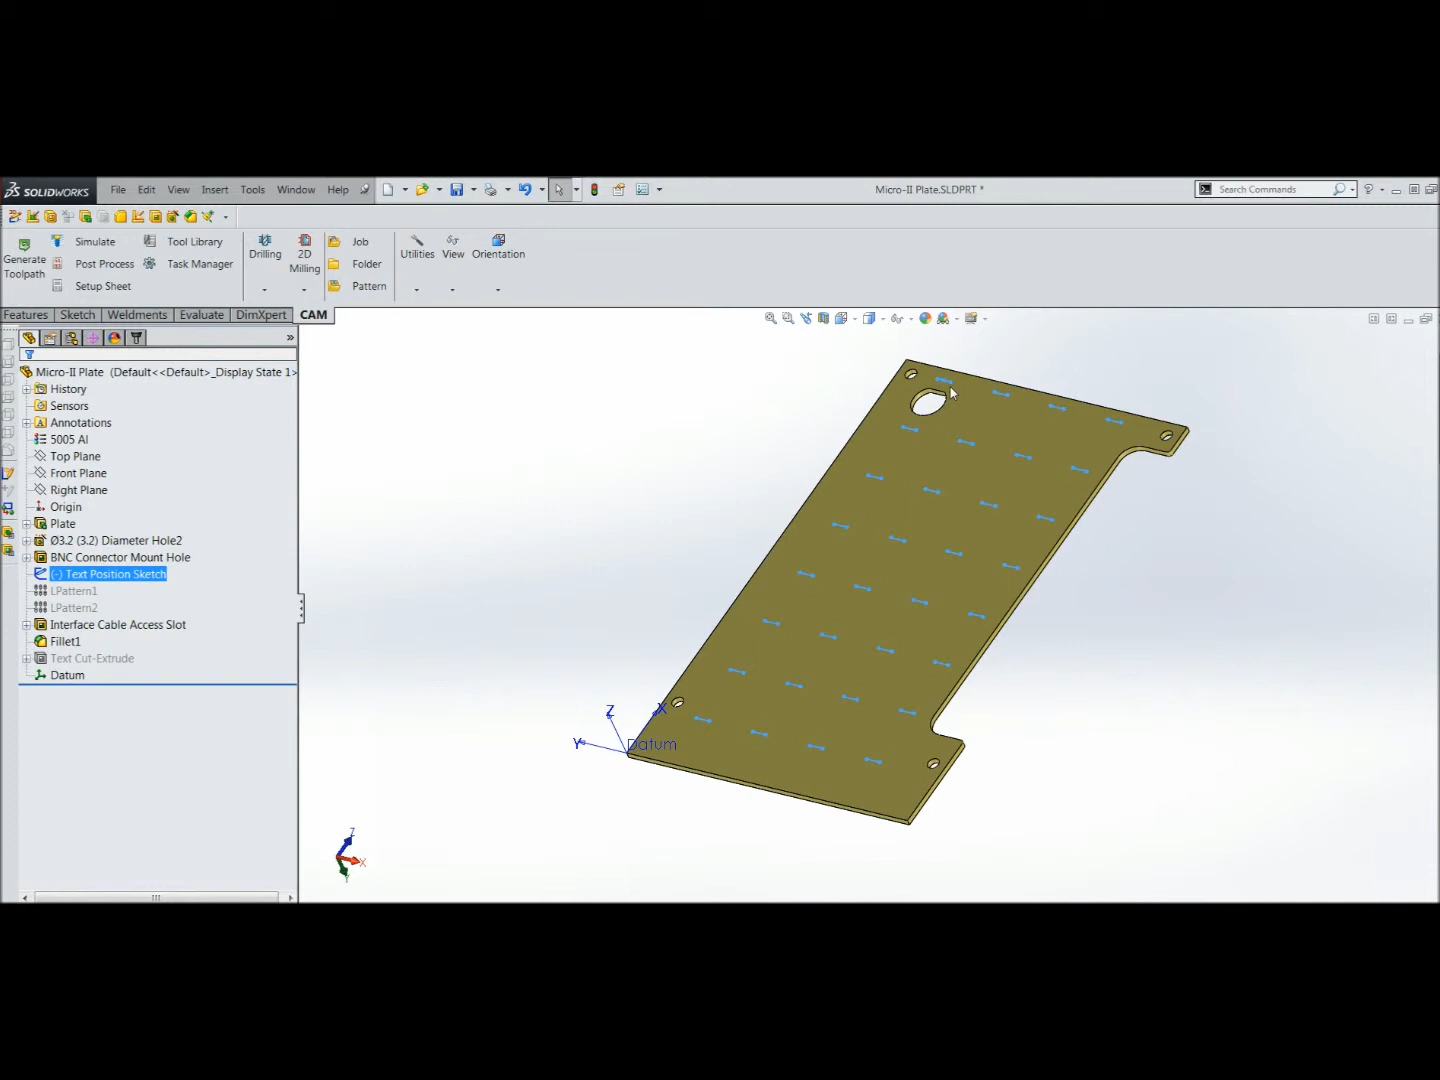 SOLIDWORKS File Edit View Insert Tools Window Help Micro-II Plate.SLDPRT * Search Commands
Generate Toolpath
Simulate
Post Process
Setup Sheet
Tool Library
Task Manager
Drilling
2D Milling
Job
Folder
Pattern
Utilities
View
Orientation
Features Sketch Weldments Evaluate DimXpert CAM
Micro-II Plate (Default<<Default>_Display State 1>
History
Sensors
Annotations
5005 Al
Top Plane
Front Plane
Right Plane
Origin
Plate
Ø3.2 (3.2) Diameter Hole2
BNC Connector Mount Hole
(-) Text Position Sketch
LPattern1
LPattern2
Interface Cable Access Slot
Fillet1
Text Cut-Extrude
Datum
Z
X
Y
Datum
Z
X
Y